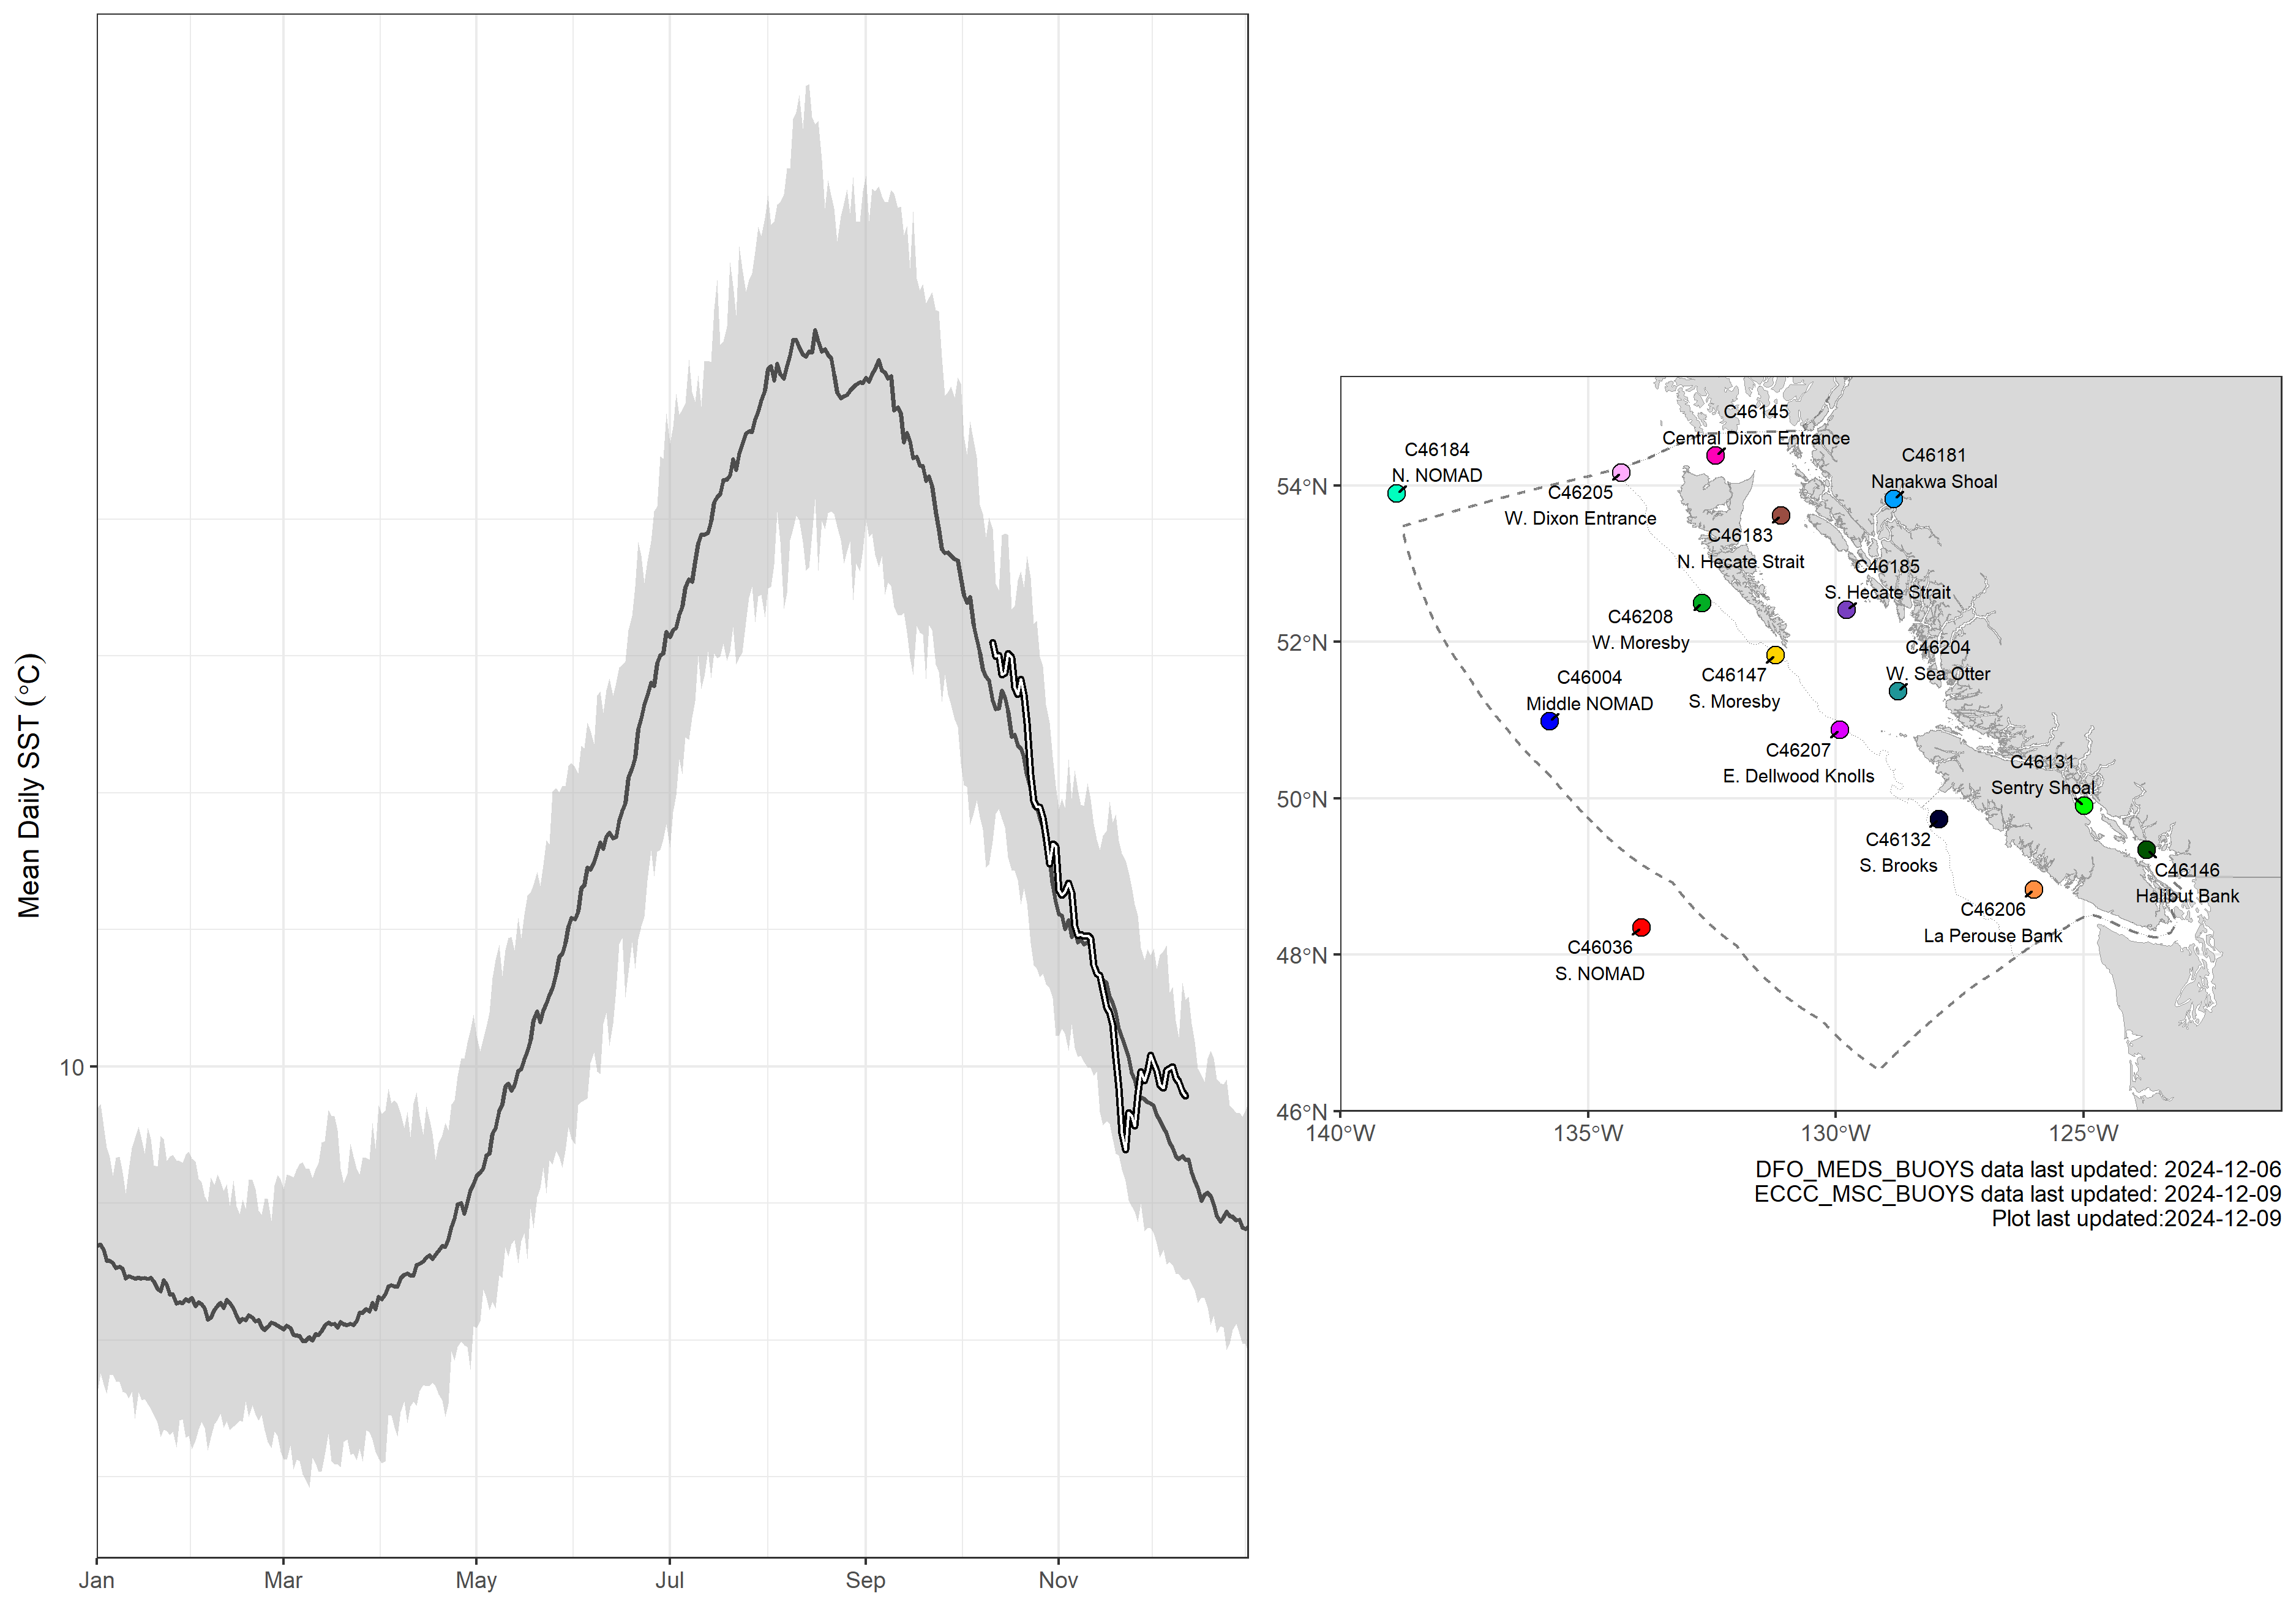 Mean Daily SST (°C)
10
Jan
Mar
May
Jul
Sep
Nov
C46145
Central Dixon Entrance
C46184
N. NOMAD
C46181
Nanakwa Shoal
C46205
W. Dixon Entrance
C46183
N. Hecate Strait
C46185
S. Hecate Strait
C46208
W. Moresby
C46204
W. Sea Otter
C46147
S. Moresby
C46004
Middle NOMAD
C46207
E. Dellwood Knolls
C46131
Sentry Shoal
C46132
S. Brooks
C46146
Halibut Bank
C46206
La Perouse Bank
C46036
S. NOMAD
54°N
52°N
50°N
48°N
46°N
140°W
135°W
130°W
125°W
DFO_MEDS_BUOYS data last updated: 2024-12-06
ECCC_MSC_BUOYS data last updated: 2024-12-09
Plot last updated:2024-12-09